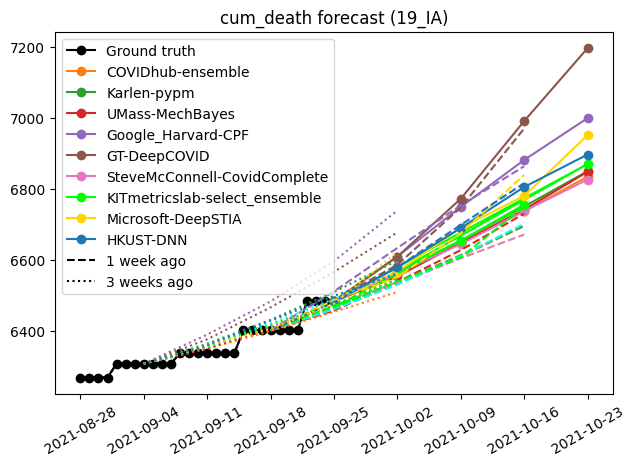 cum_death forecast (19_IA)
7200
7000
6800
6600
6400
Ground truth
COVIDhub-ensemble
Karlen-pypm
UMass-MechBayes
Google_Harvard-CPF
GT-DeepCOVID
SteveMcConnell-CovidComplete
KITmetricslab-select_ensemble
Microsoft-DeepSTIA
HKUST-DNN
1 week ago
3 weeks ago
2021-08-28
2021-09-04
2021-09-11
2021-09-18
2021-09-25
2021-10-02
2021-10-09
2021-10-16
2021-10-23